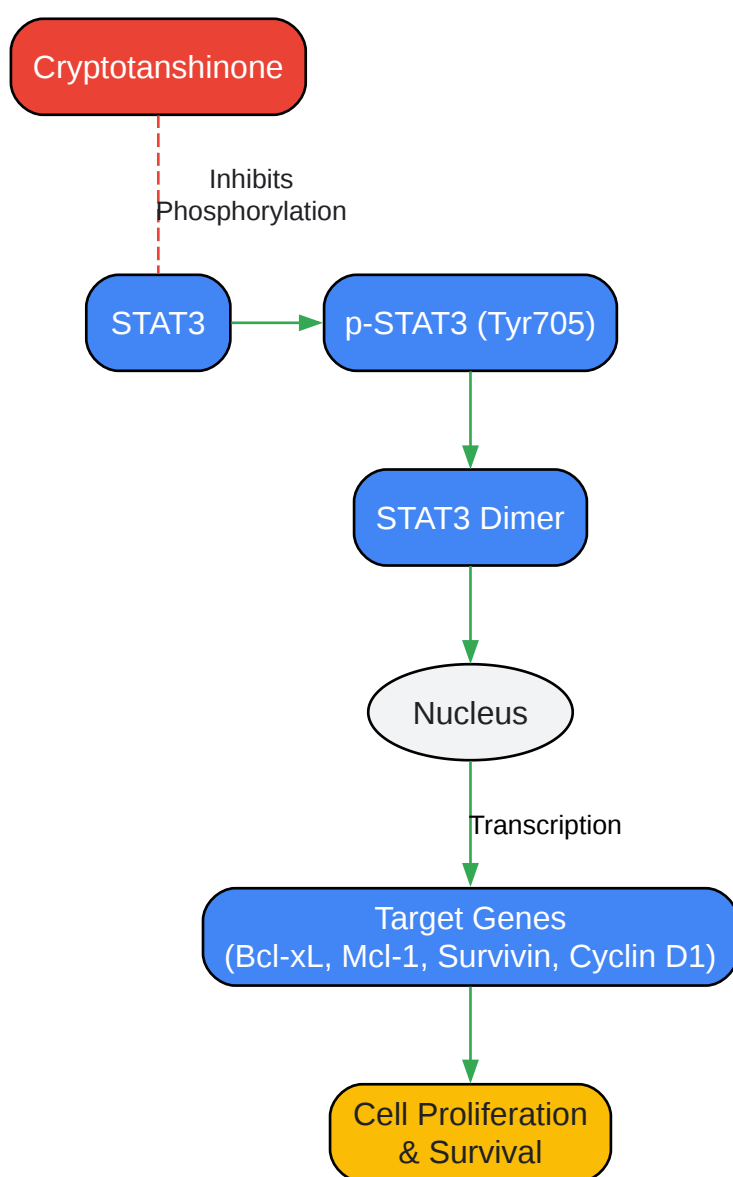 Cryptotanshinone
Inhibits
Phosphorylation
STAT3
p-STAT3 (Tyr705)
STAT3 Dimer
Nucleus
Transcription
Target Genes
(Bcl-xL, Mcl-1, Survivin, Cyclin D1)
Cell Proliferation
& Survival